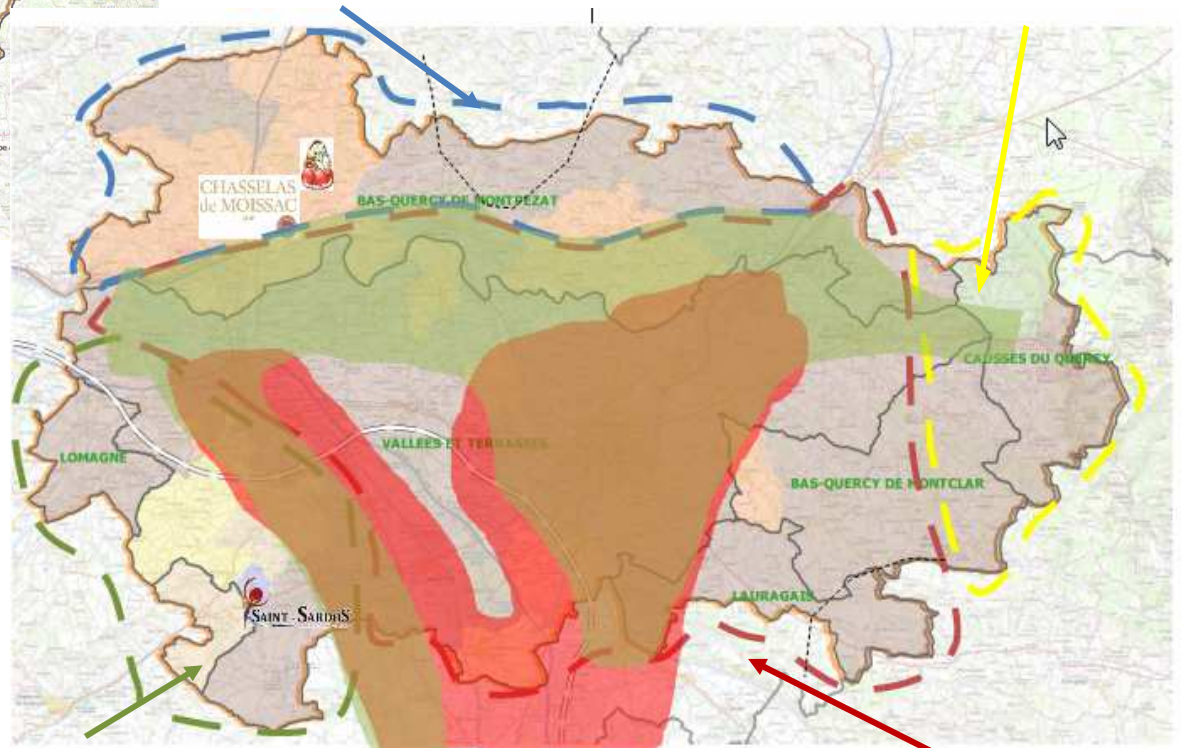 CHASSELAS
de MOISSAC
BAS-QUERCY DE MONTPEZAT
CAUSSES DU QUERCY
VALLEES ET TERRASSES
LOMAGNE
BAS-QUERCY DE MONTCLAR
LAURAGAIS
SAINT-SARDOS